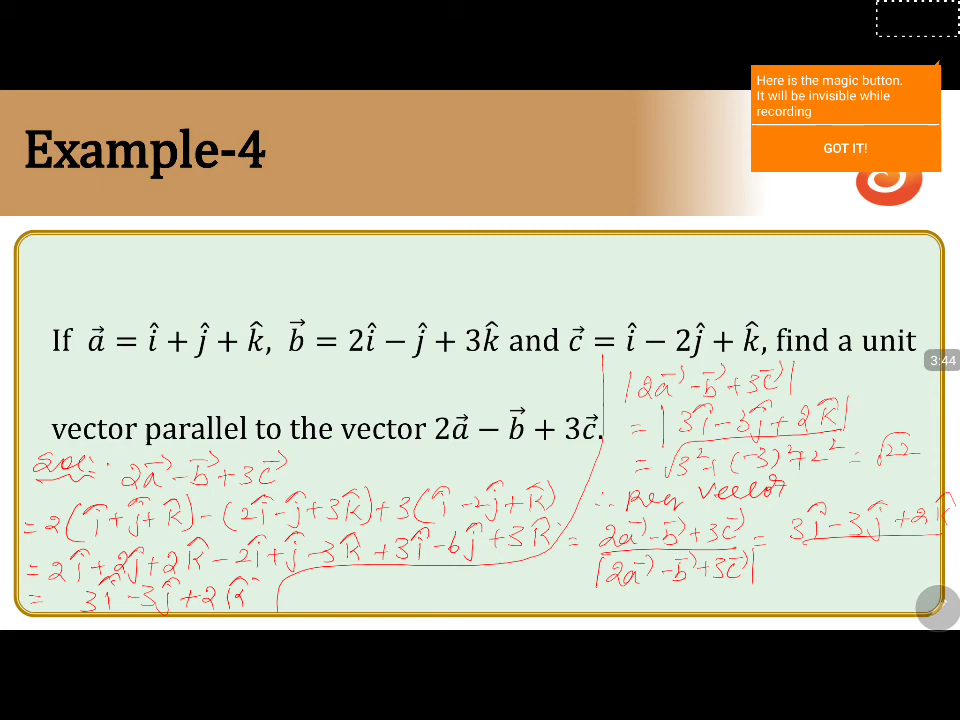 Here is the magic button.
It will be invisible while
recording
GOT IT!
Example-4
If a⃗ = î + ĵ + k̂, b⃗ = 2î − ĵ + 3k̂ and c⃗ = î − 2ĵ + k̂, find a unit
3:44
vector parallel to the vector 2a⃗ − b⃗ + 3c⃗.
Sol:. 2a⃗ − b⃗ + 3c⃗
= 2(î + ĵ + k̂) − (2î − ĵ + 3k̂) + 3(î − 2ĵ + k̂)
= 2î + 2ĵ + 2k̂ − 2î + ĵ − 3k̂ + 3î − 6ĵ + 3k̂
= 3î − 3ĵ + 2k̂
|2a⃗ − b⃗ + 3c⃗|
= |3î − 3ĵ + 2k̂|
= √3² + (−3)² + 2² = √22
∴ req vector
= 2a⃗ − b⃗ + 3c⃗ / |2a⃗ − b⃗ + 3c⃗| = 3î − 3ĵ + 2k̂